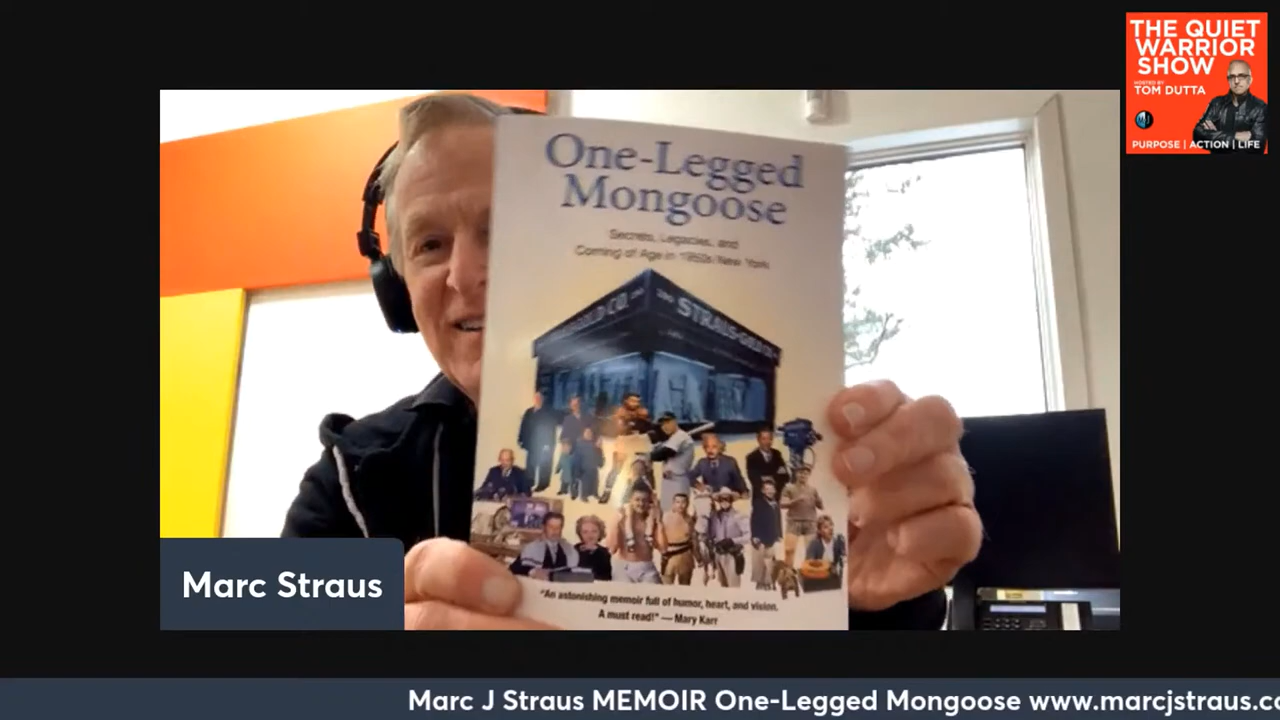 THE QUIET
WARRIOR
SHOW
HOSTED BY
TOM DUTTA
PURPOSE | ACTION | LIFE
One-Legged
Mongoose
Secrets, Legacies, and
Coming of Age in 1950s New York
STRAUS-GOLD CO.
"An astonishing memoir full of humor, heart, and vision.
A must read!" — Mary Karr
Marc Straus
Marc J Straus MEMOIR One-Legged Mongoose www.marcjstraus.co